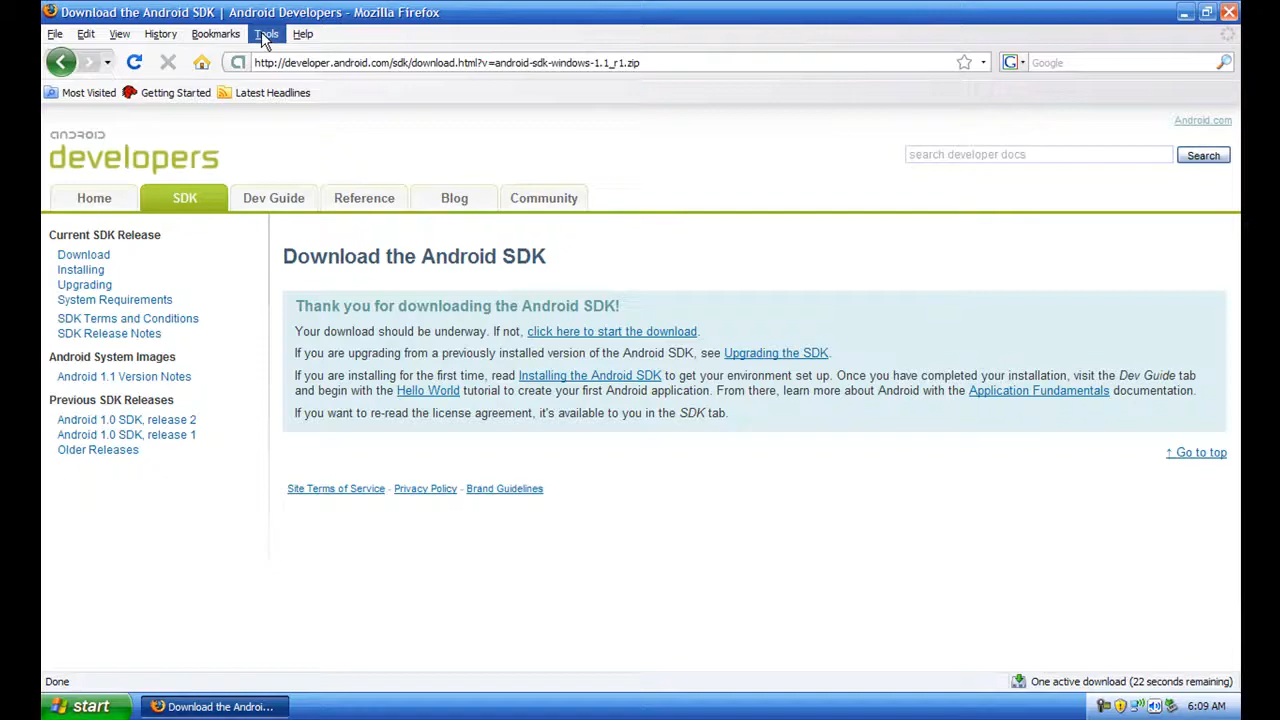 Download the Android SDK | Android Developers - Mozilla Firefox
File Edit View History Bookmarks Tools Help
http://developer.android.com/sdk/download.html?v=android-sdk-windows-1.1_r1.zip
Google
Most Visited Getting Started Latest Headlines
Android.com
android
developers
search developer docs Search
Home SDK Dev Guide Reference Blog Community
Current SDK Release
Download
Installing
Upgrading
System Requirements
SDK Terms and Conditions
SDK Release Notes
Android System Images
Android 1.1 Version Notes
Previous SDK Releases
Android 1.0 SDK, release 2
Android 1.0 SDK, release 1
Older Releases
Download the Android SDK
Thank you for downloading the Android SDK!
Your download should be underway. If not, click here to start the download.
If you are upgrading from a previously installed version of the Android SDK, see Upgrading the SDK.
If you are installing for the first time, read Installing the Android SDK to get your environment set up. Once you have completed your installation, visit the Dev Guide tab
and begin with the Hello World tutorial to create your first Android application. From there, learn more about Android with the Application Fundamentals documentation.
If you want to re-read the license agreement, it's available to you in the SDK tab.
↑ Go to top
Site Terms of Service - Privacy Policy - Brand Guidelines
Done
One active download (22 seconds remaining)
start
Download the Androi...
6:09 AM